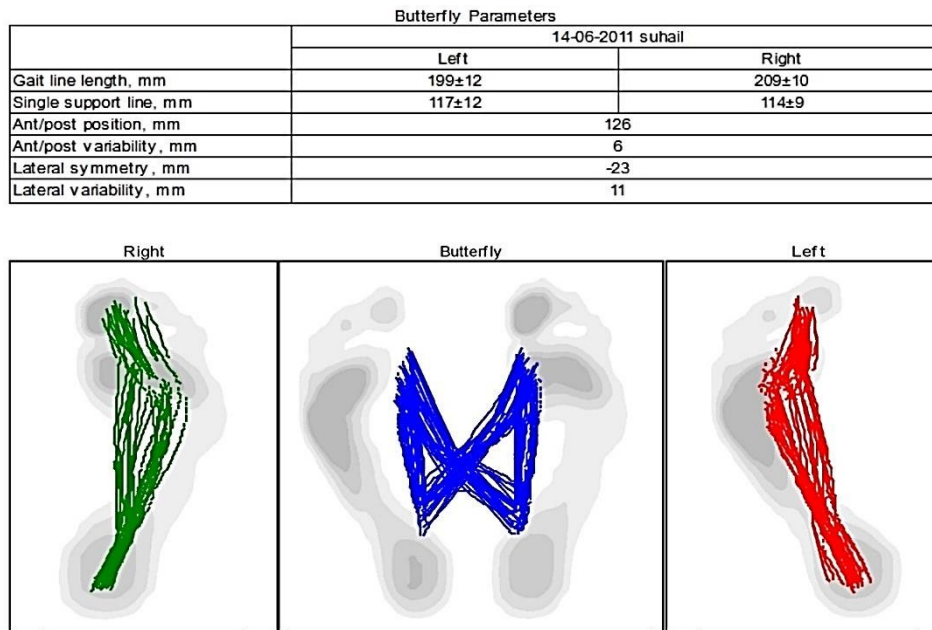 Butterfly Parameters
14-06-2011 suhail
Left Right
Gait line length, mm 199±12 209±10
Single support line, mm 117±12 114±9
Ant/post position, mm 126
Ant/post variability, mm 6
Lateral symmetry, mm -23
Lateral variability, mm 11
Right Butterfly Left